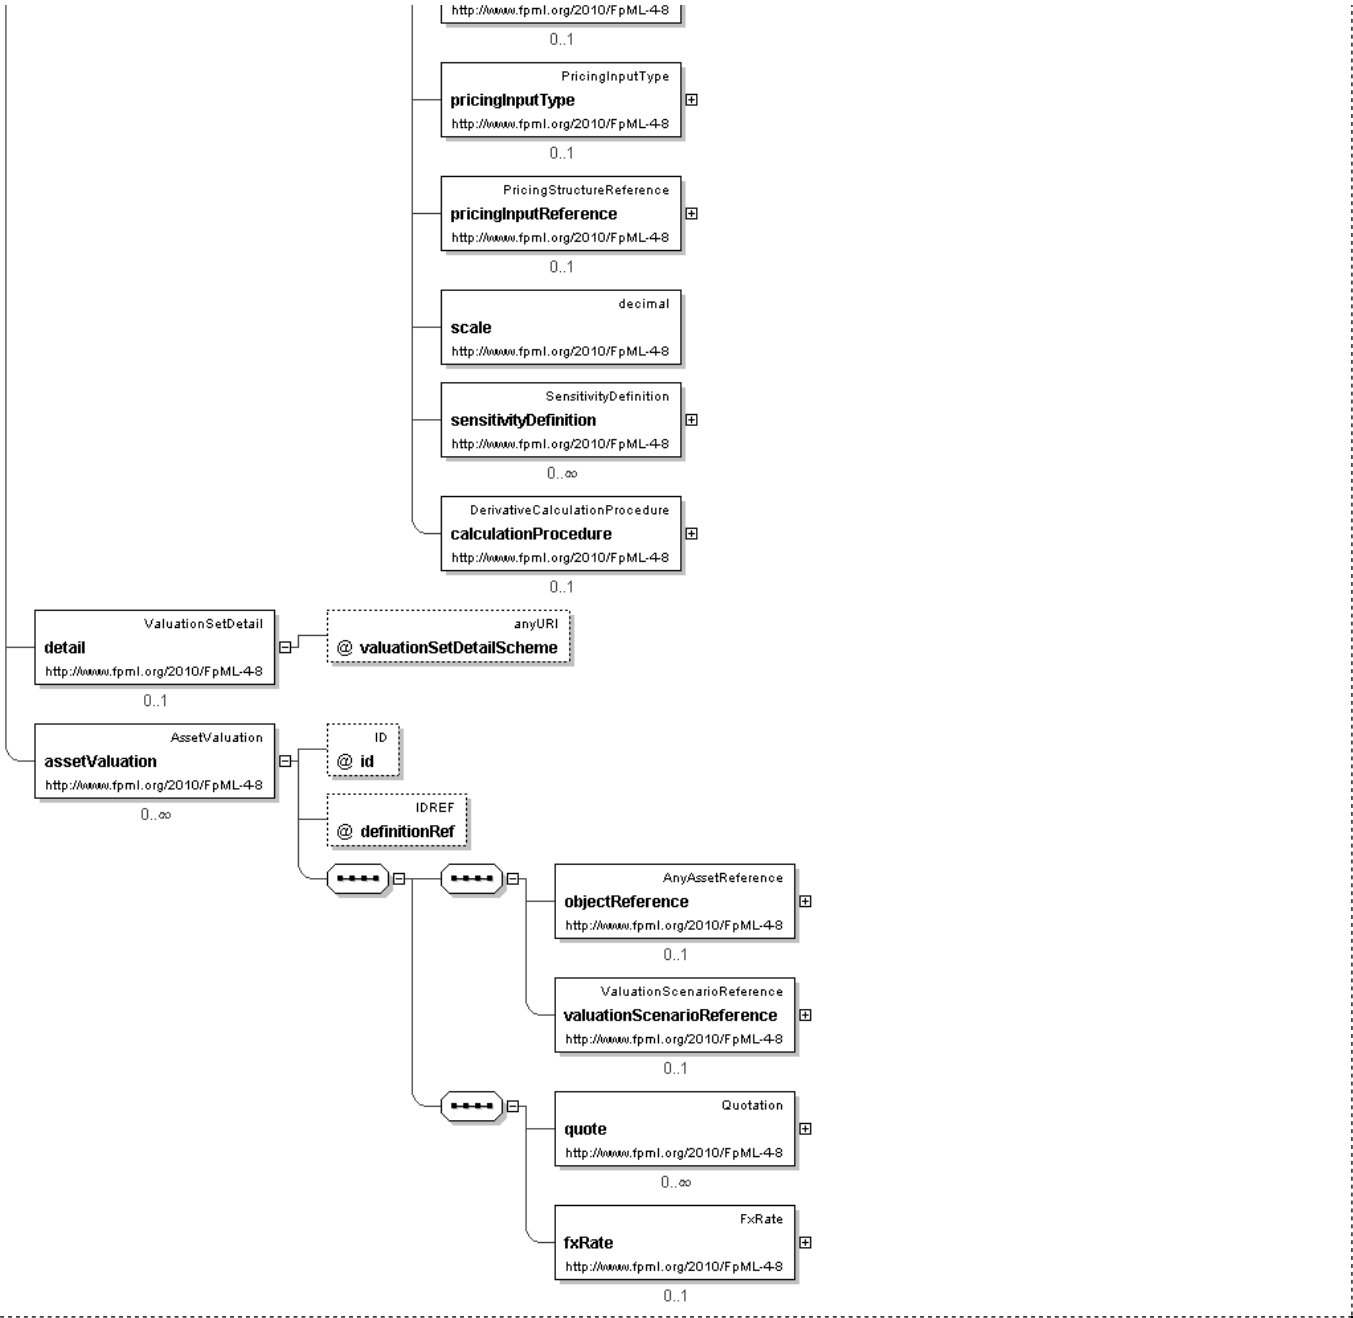 http://www.fpml.org/2010/FpML-4-8
0..1
PricingInputType
pricingInputType
http://www.fpml.org/2010/FpML-4-8
0..1
PricingStructureReference
pricingInputReference
http://www.fpml.org/2010/FpML-4-8
0..1
decimal
scale
http://www.fpml.org/2010/FpML-4-8
SensitivityDefinition
sensitivityDefinition
http://www.fpml.org/2010/FpML-4-8
0..∞
DerivativeCalculationProcedure
calculationProcedure
http://www.fpml.org/2010/FpML-4-8
0..1
ValuationSetDetail
detail
http://www.fpml.org/2010/FpML-4-8
0..1
anyURI
@ valuationSetDetailScheme
AssetValuation
assetValuation
http://www.fpml.org/2010/FpML-4-8
0..∞
ID
@ id
IDREF
@ definitionRef
AnyAssetReference
objectReference
http://www.fpml.org/2010/FpML-4-8
0..1
ValuationScenarioReference
valuationScenarioReference
http://www.fpml.org/2010/FpML-4-8
0..1
Quotation
quote
http://www.fpml.org/2010/FpML-4-8
0..∞
FxRate
fxRate
http://www.fpml.org/2010/FpML-4-8
0..1